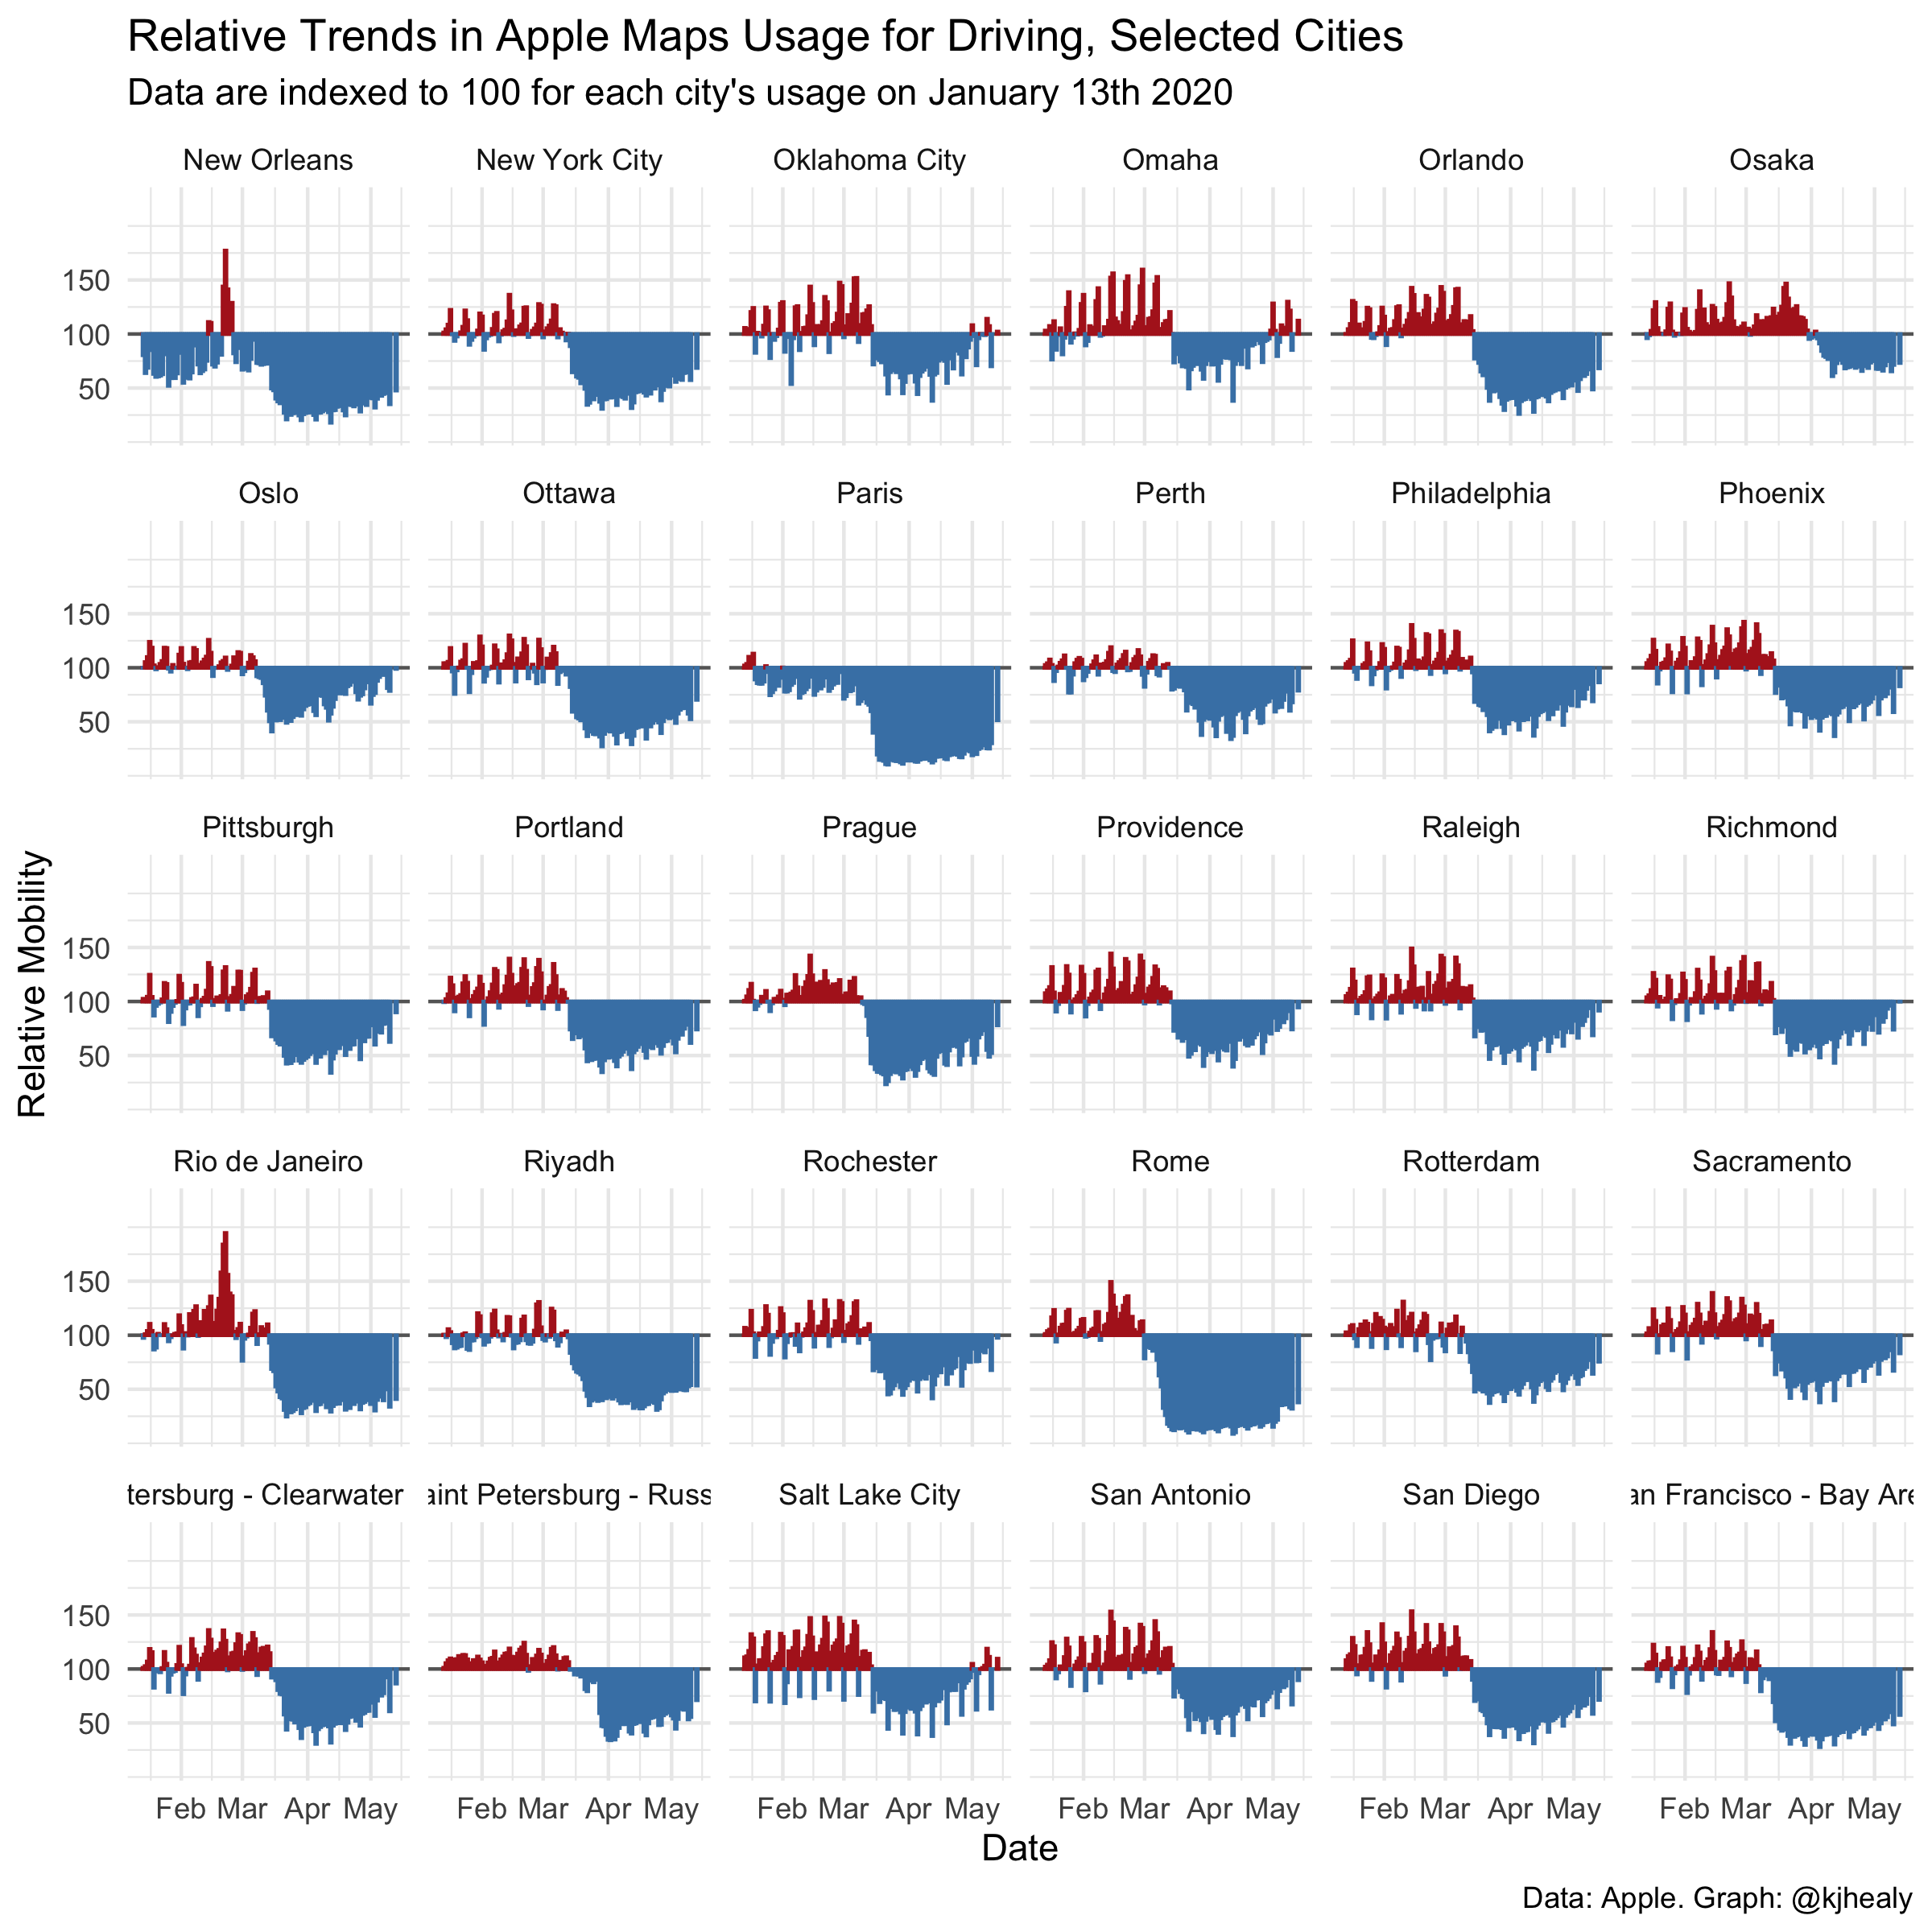 Relative Trends in Apple Maps Usage for Driving, Selected Cities
Data are indexed to 100 for each city's usage on January 13th 2020
New Orleans New York City Oklahoma City Omaha Orlando Osaka
150
100
50
Oslo Ottawa Paris Perth Philadelphia Phoenix
150
100
50
Pittsburgh Portland Prague Providence Raleigh Richmond
150
100
50
Relative Mobility
Rio de Janeiro Riyadh Rochester Rome Rotterdam Sacramento
150
100
50
tersburg - Clearwater aint Petersburg - Russ Salt Lake City San Antonio San Diego an Francisco - Bay Are
150
100
50
Feb Mar Apr May Feb Mar Apr May Feb Mar Apr May Feb Mar Apr May Feb Mar Apr May Feb Mar Apr May
Date
Data: Apple. Graph: @kjhealy